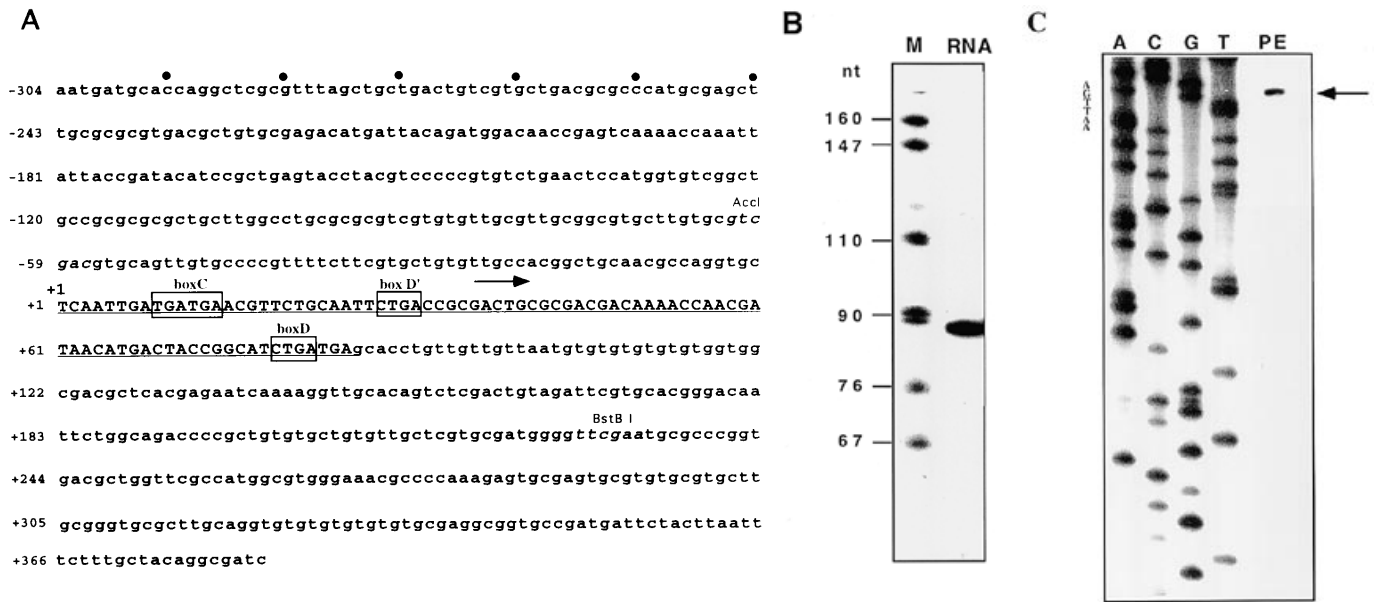 A
-304 aatgatgcaccaggctcgcgtttagctgctgactgtcgtgctgacgcgcccatgcgagct
-243 tgcgcgcgtgacgctgtgcgagacatgattacagatggacaaccgagtcaaaaccaaatt
-181 attaccgatacatccgctgagtacctacgtcccccgtgtctgaactccatggtgtcggct
AccI
-120 gccgcgcgcgctgcttggcctgcgcgcgtcgtgtgttgcgttgcggcgtgcttgtgcgtc
-59 gacgtgcagttgtgccccgttttcttcgtgctgtgttgccacggctgcaacgccaggtgc
+1 boxC box D'
+1 TCAATTGATGATGAACGTTCTGCAATTCTGACCGCGACTGCGCGACGACAAAACCAACGA
boxD
+61 TAACATGACTACCGGCATCTGATGAgcacctgttgttgttaatgtgtgtgtgtgtggtgg
+122 cgacgctcacgagaatcaaaaggttgcacagtctcgactgtagattcgtgcacgggacaa
BstB I
+183 ttctggcagaccccgctgtgtgctgtgttgctcgtgcgatggggttcgaatgcgcccggt
+244 gacgctggttcgccatggcgtgggaaacgccccaaagagtgcgagtgcgtgtgcgtgctt
+305 gcgggtgcgcttgcaggtgtgtgtgtgtgtgcgaggcggtgccgatgattctacttaatt
+366 tctttgctacaggcgatc
B
M RNA
nt
160
147
110
90
76
67
C
A C G T PE
A
G
T
T
A
A